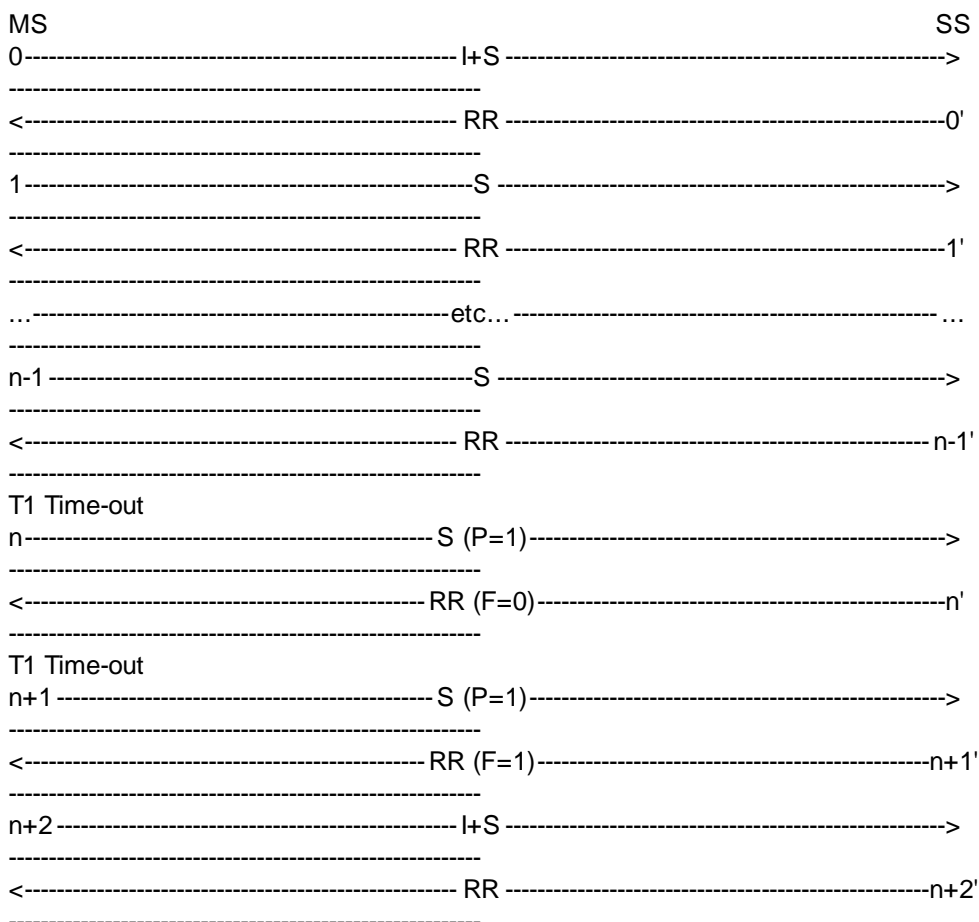 MS SS
0------------------------------------------------------ I+S ------------------------------------------------------->
-----------------------------------------------------------
<------------------------------------------------------ RR -------------------------------------------------------0'
-----------------------------------------------------------
1--------------------------------------------------------S -------------------------------------------------------->
-----------------------------------------------------------
<------------------------------------------------------ RR -------------------------------------------------------1'
-----------------------------------------------------------
…----------------------------------------------------etc…----------------------------------------------------- …
-----------------------------------------------------------
n-1 -----------------------------------------------------S -------------------------------------------------------->
-----------------------------------------------------------
<------------------------------------------------------ RR ----------------------------------------------------- n-1'
-----------------------------------------------------------
T1 Time-out
n--------------------------------------------------- S (P=1)---------------------------------------------------->
-----------------------------------------------------------
<-------------------------------------------------- RR (F=0)---------------------------------------------------n'
-----------------------------------------------------------
T1 Time-out
n+1 ----------------------------------------------- S (P=1)---------------------------------------------------->
-----------------------------------------------------------
<-------------------------------------------------- RR (F=1)-------------------------------------------------n+1'
-----------------------------------------------------------
n+2 -------------------------------------------------- I+S ------------------------------------------------------->
-----------------------------------------------------------
<------------------------------------------------------ RR -----------------------------------------------------n+2'
-----------------------------------------------------------